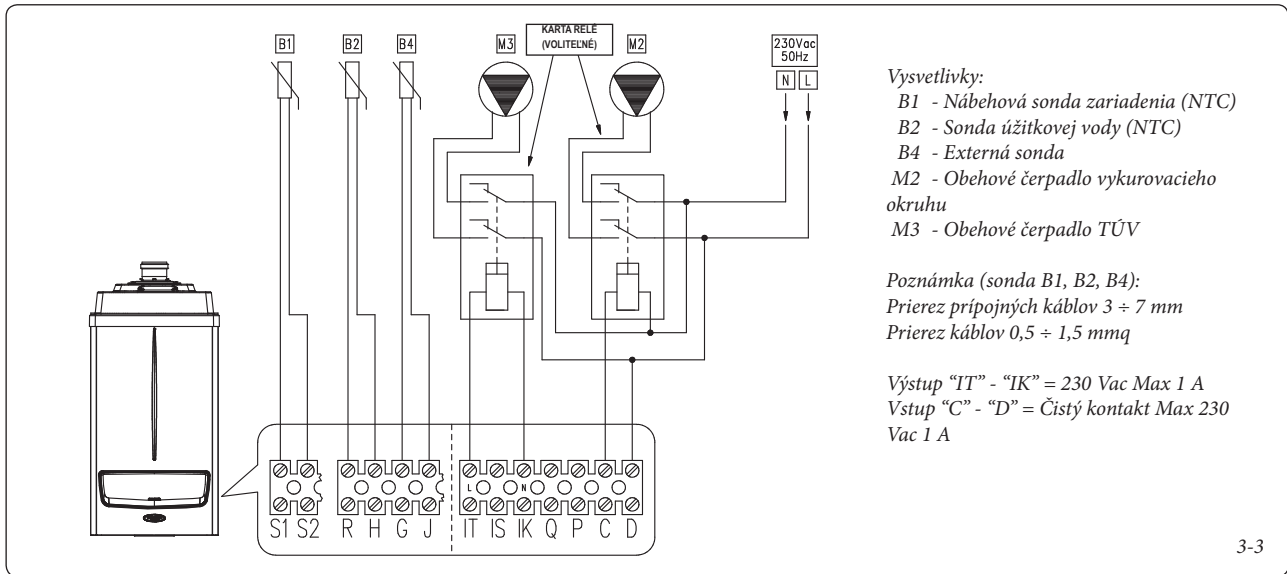 B1
B2
B4
M3
KARTA RELÉ
(VOLITEĽNÉ)
M2
230Vac
50Hz
N L
Vysvetlivky:
B1 - Nábehová sonda zariadenia (NTC)
B2 - Sonda úžitkovej vody (NTC)
B4 - Externá sonda
M2 - Obehové čerpadlo vykurovacieho
okruhu
M3 - Obehové čerpadlo TÚV
Poznámka (sonda B1, B2, B4):
Prierez prípojných káblov 3 ÷ 7 mm
Prierez káblov 0,5 ÷ 1,5 mmq
Výstup “IT” - “IK” = 230 Vac Max 1 A
Vstup “C” - “D” = Čistý kontakt Max 230
Vac 1 A
L N
S1 S2 R H G J IT IS IK Q P C D
3-3